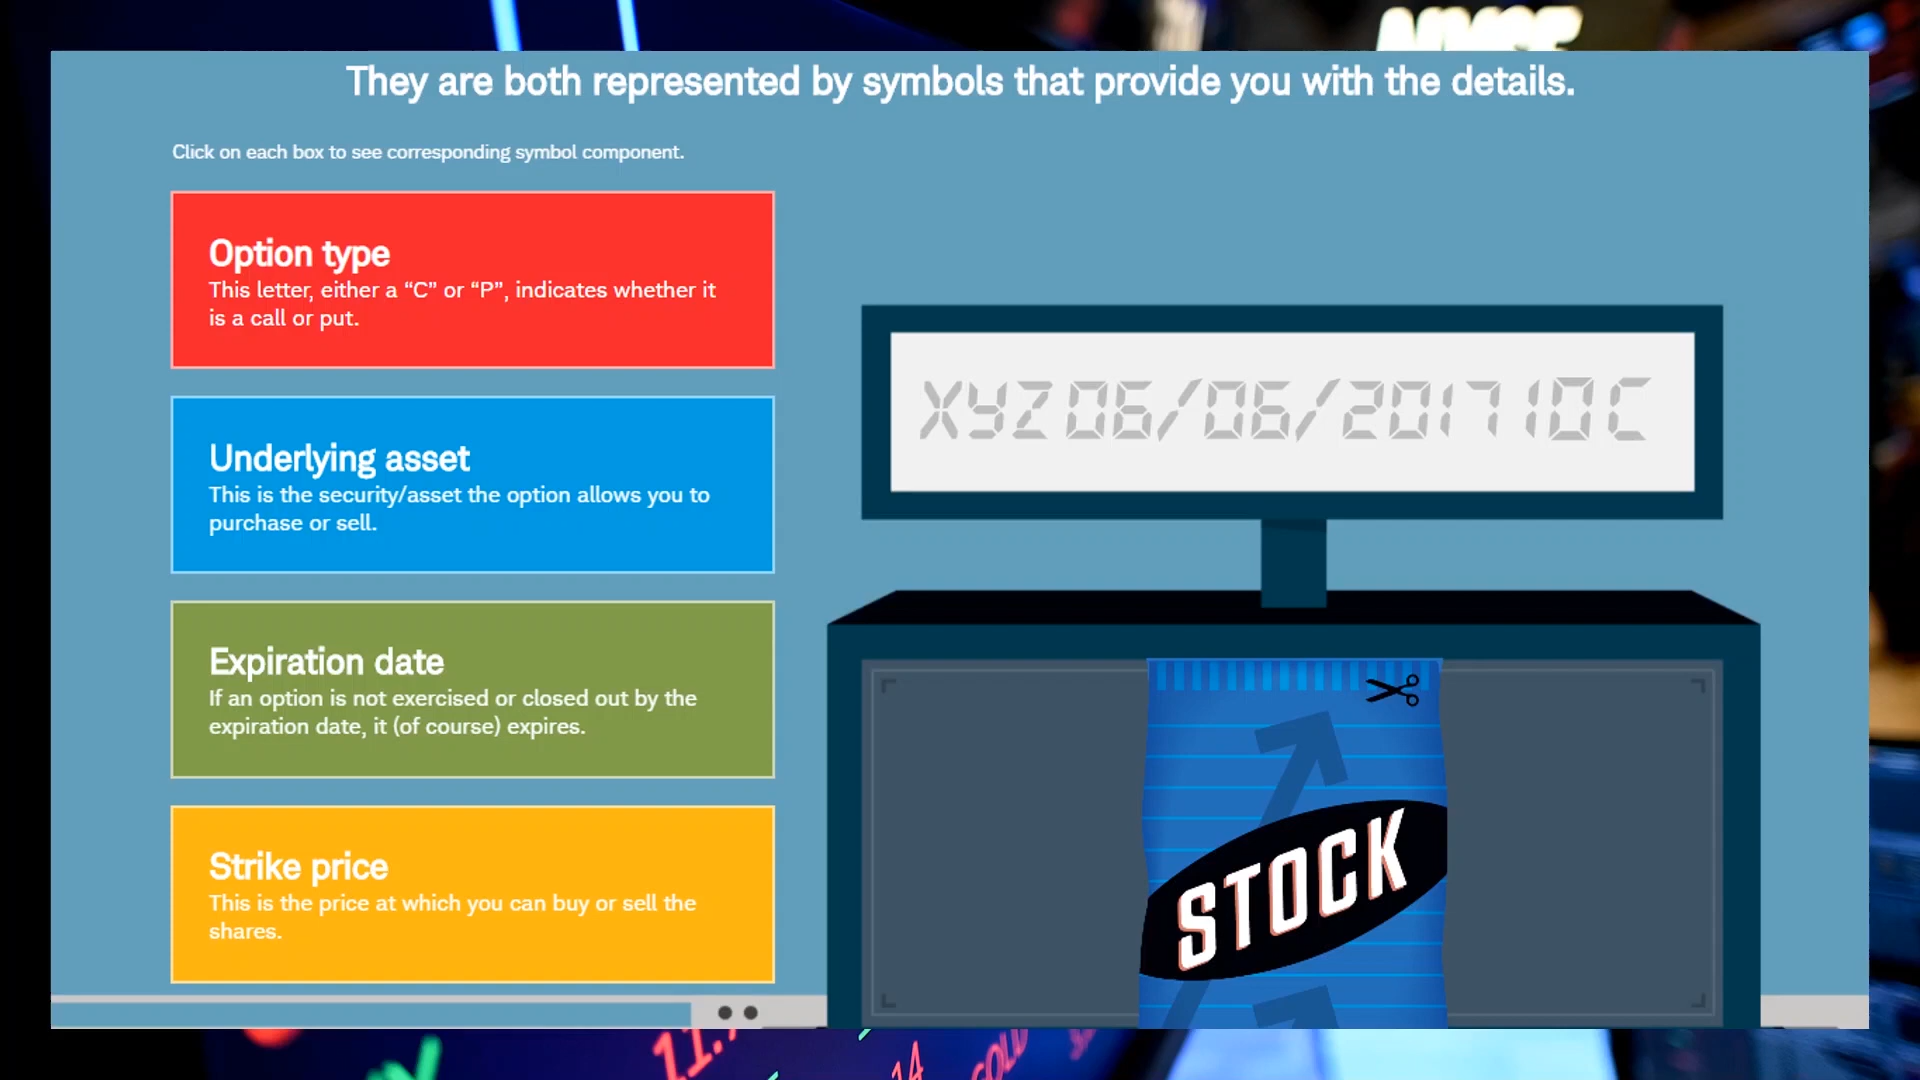 They are both represented by symbols that provide you with the details.
Click on each box to see corresponding symbol component.
Option type
This letter, either a “C” or “P”, indicates whether it
is a call or put.
Underlying asset
This is the security/asset the option allows you to
purchase or sell.
Expiration date
If an option is not exercised or closed out by the
expiration date, it (of course) expires.
Strike price
This is the price at which you can buy or sell the
shares.
XYZ 06/06/2017 10 C
STOCK
14
GOLD